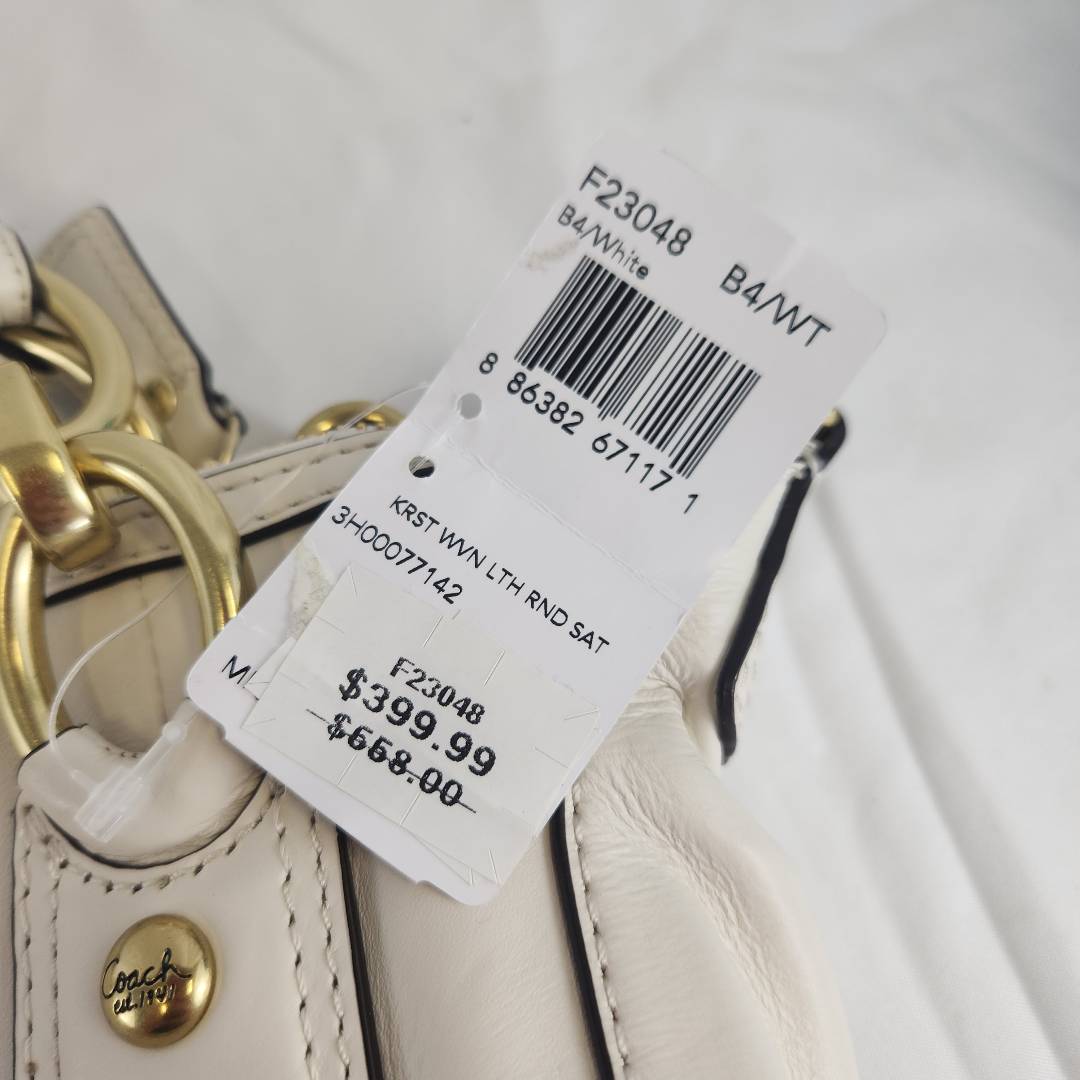 F23048 B4/WT
B4/White
8 86382 67117 1
KRST WVN LTH RND SAT
3H00077142
F23048
$399.99
$668.00
Coach
est. 1941